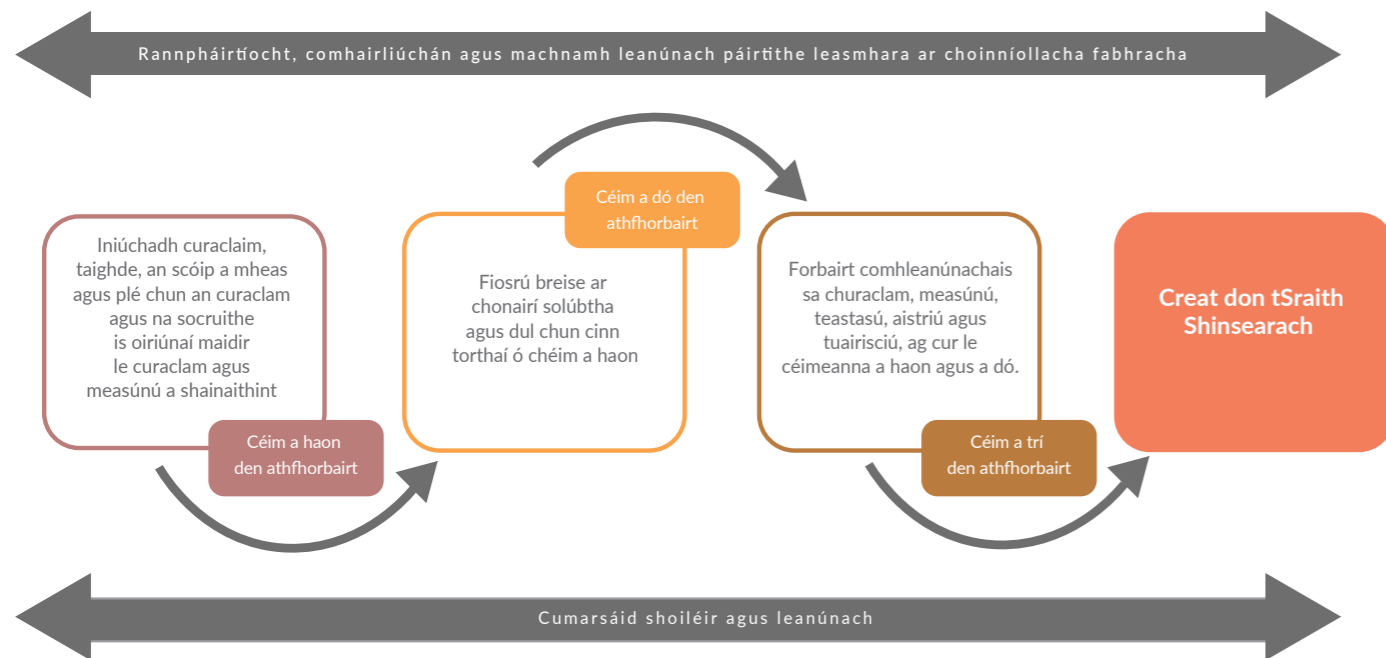 Rannpháirtíocht, comhairliúchán agus machnamh leanúnach páirtithe leasmhara ar choinníollacha fabhracha
Iniúchadh curaclaim,
taighde, an scóip a mheas
agus plé chun an curaclam
agus na socruithe
is oiriúnaí maidir
le curaclam agus
measúnú a shainaithint
Céim a haon
den athfhorbairt
Céim a dó den
athfhorbairt
Fiosrú breise ar
chonairí solúbtha
agus dul chun cinn
torthaí ó chéim a haon
Forbairt comhleanúnachais
sa churaclam, measúnú,
teastasú, aistriú agus
tuairisciú, ag cur le
céimeanna a haon agus a dó.
Céim a trí
den athfhorbairt
Creat don tSraith
Shinsearach
Cumarsáid shoiléir agus leanúnach